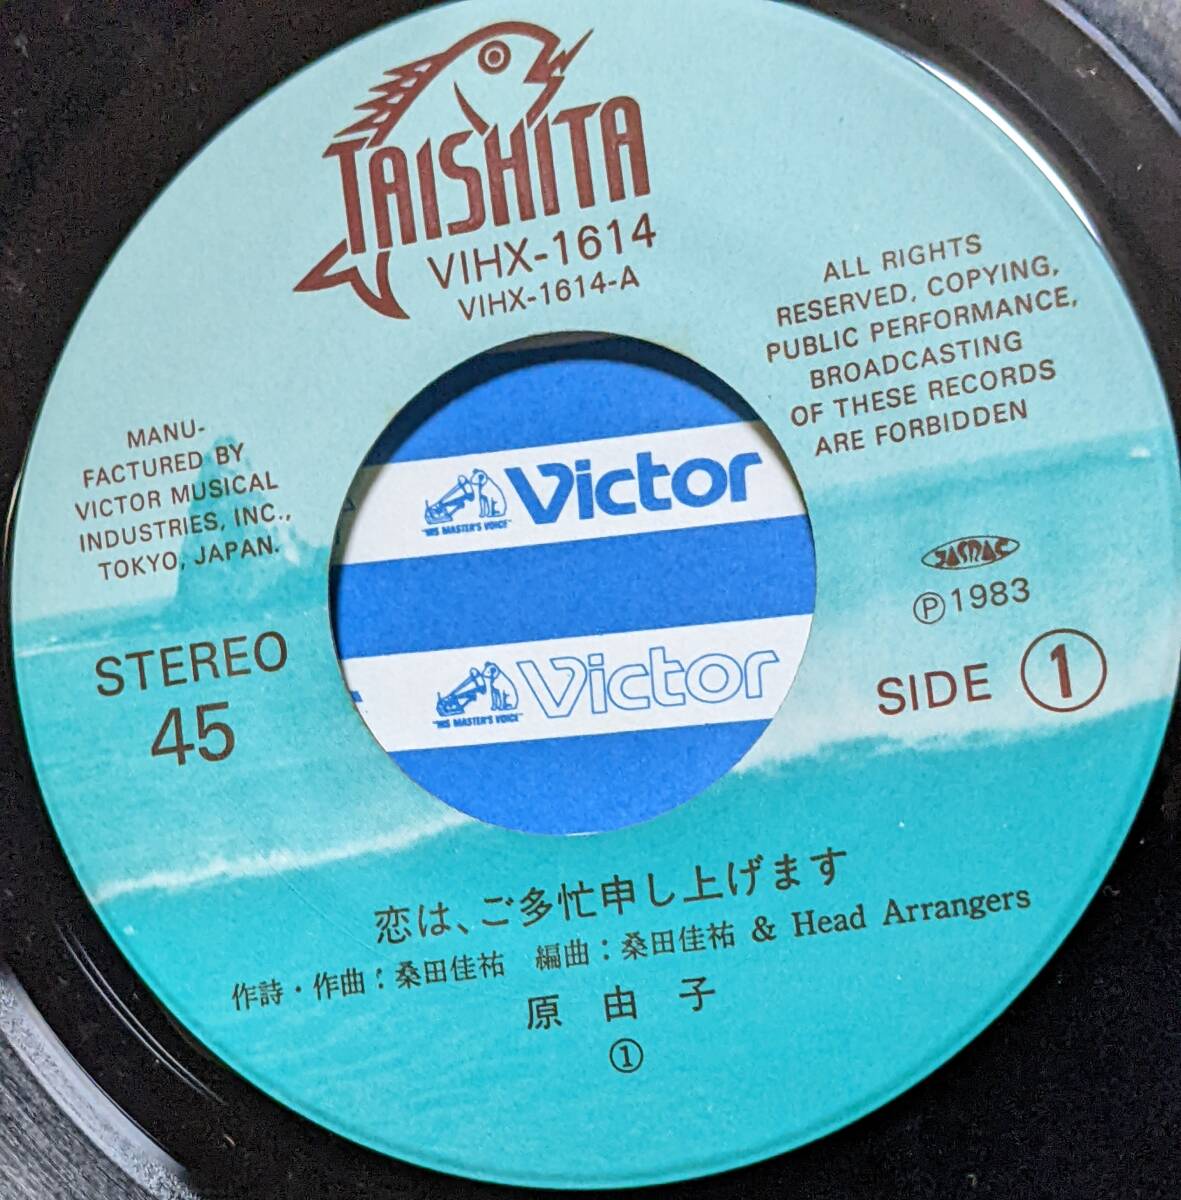 TAISHITA
VIHX-1614
VIHX-1614-A
ALL RIGHTS
RESERVED, COPYING,
PUBLIC PERFORMANCE,
BROADCASTING
OF THESE RECORDS
ARE FORBIDDEN
MANU-
FACTURED BY
VICTOR MUSICAL
INDUSTRIES, INC.,
TOKYO, JAPAN.
Victor
"HIS MASTER'S VOICE"
Victor
"HIS MASTER'S VOICE"
JASRAC
Ⓟ1983
STEREO
45
SIDE ①
恋は、ご多忙申し上げます
作詩・作曲：桑田佳祐 編曲：桑田佳祐 & Head Arrangers
原 由 子
①